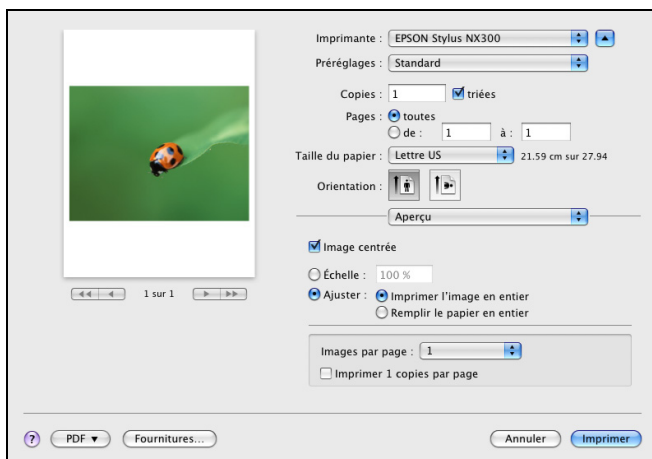 Imprimante : EPSON Stylus NX300
Préréglages : Standard
Copies : 1 triées
Pages : toutes
de : 1 à : 1
Taille du papier : Lettre US 21.59 cm sur 27.94
Orientation :
Aperçu
Image centrée
Échelle : 100 %
Ajuster : Imprimer l'image en entier
Remplir le papier en entier
1 sur 1
Images par page : 1
Imprimer 1 copies par page
? PDF Fournitures... Annuler Imprimer